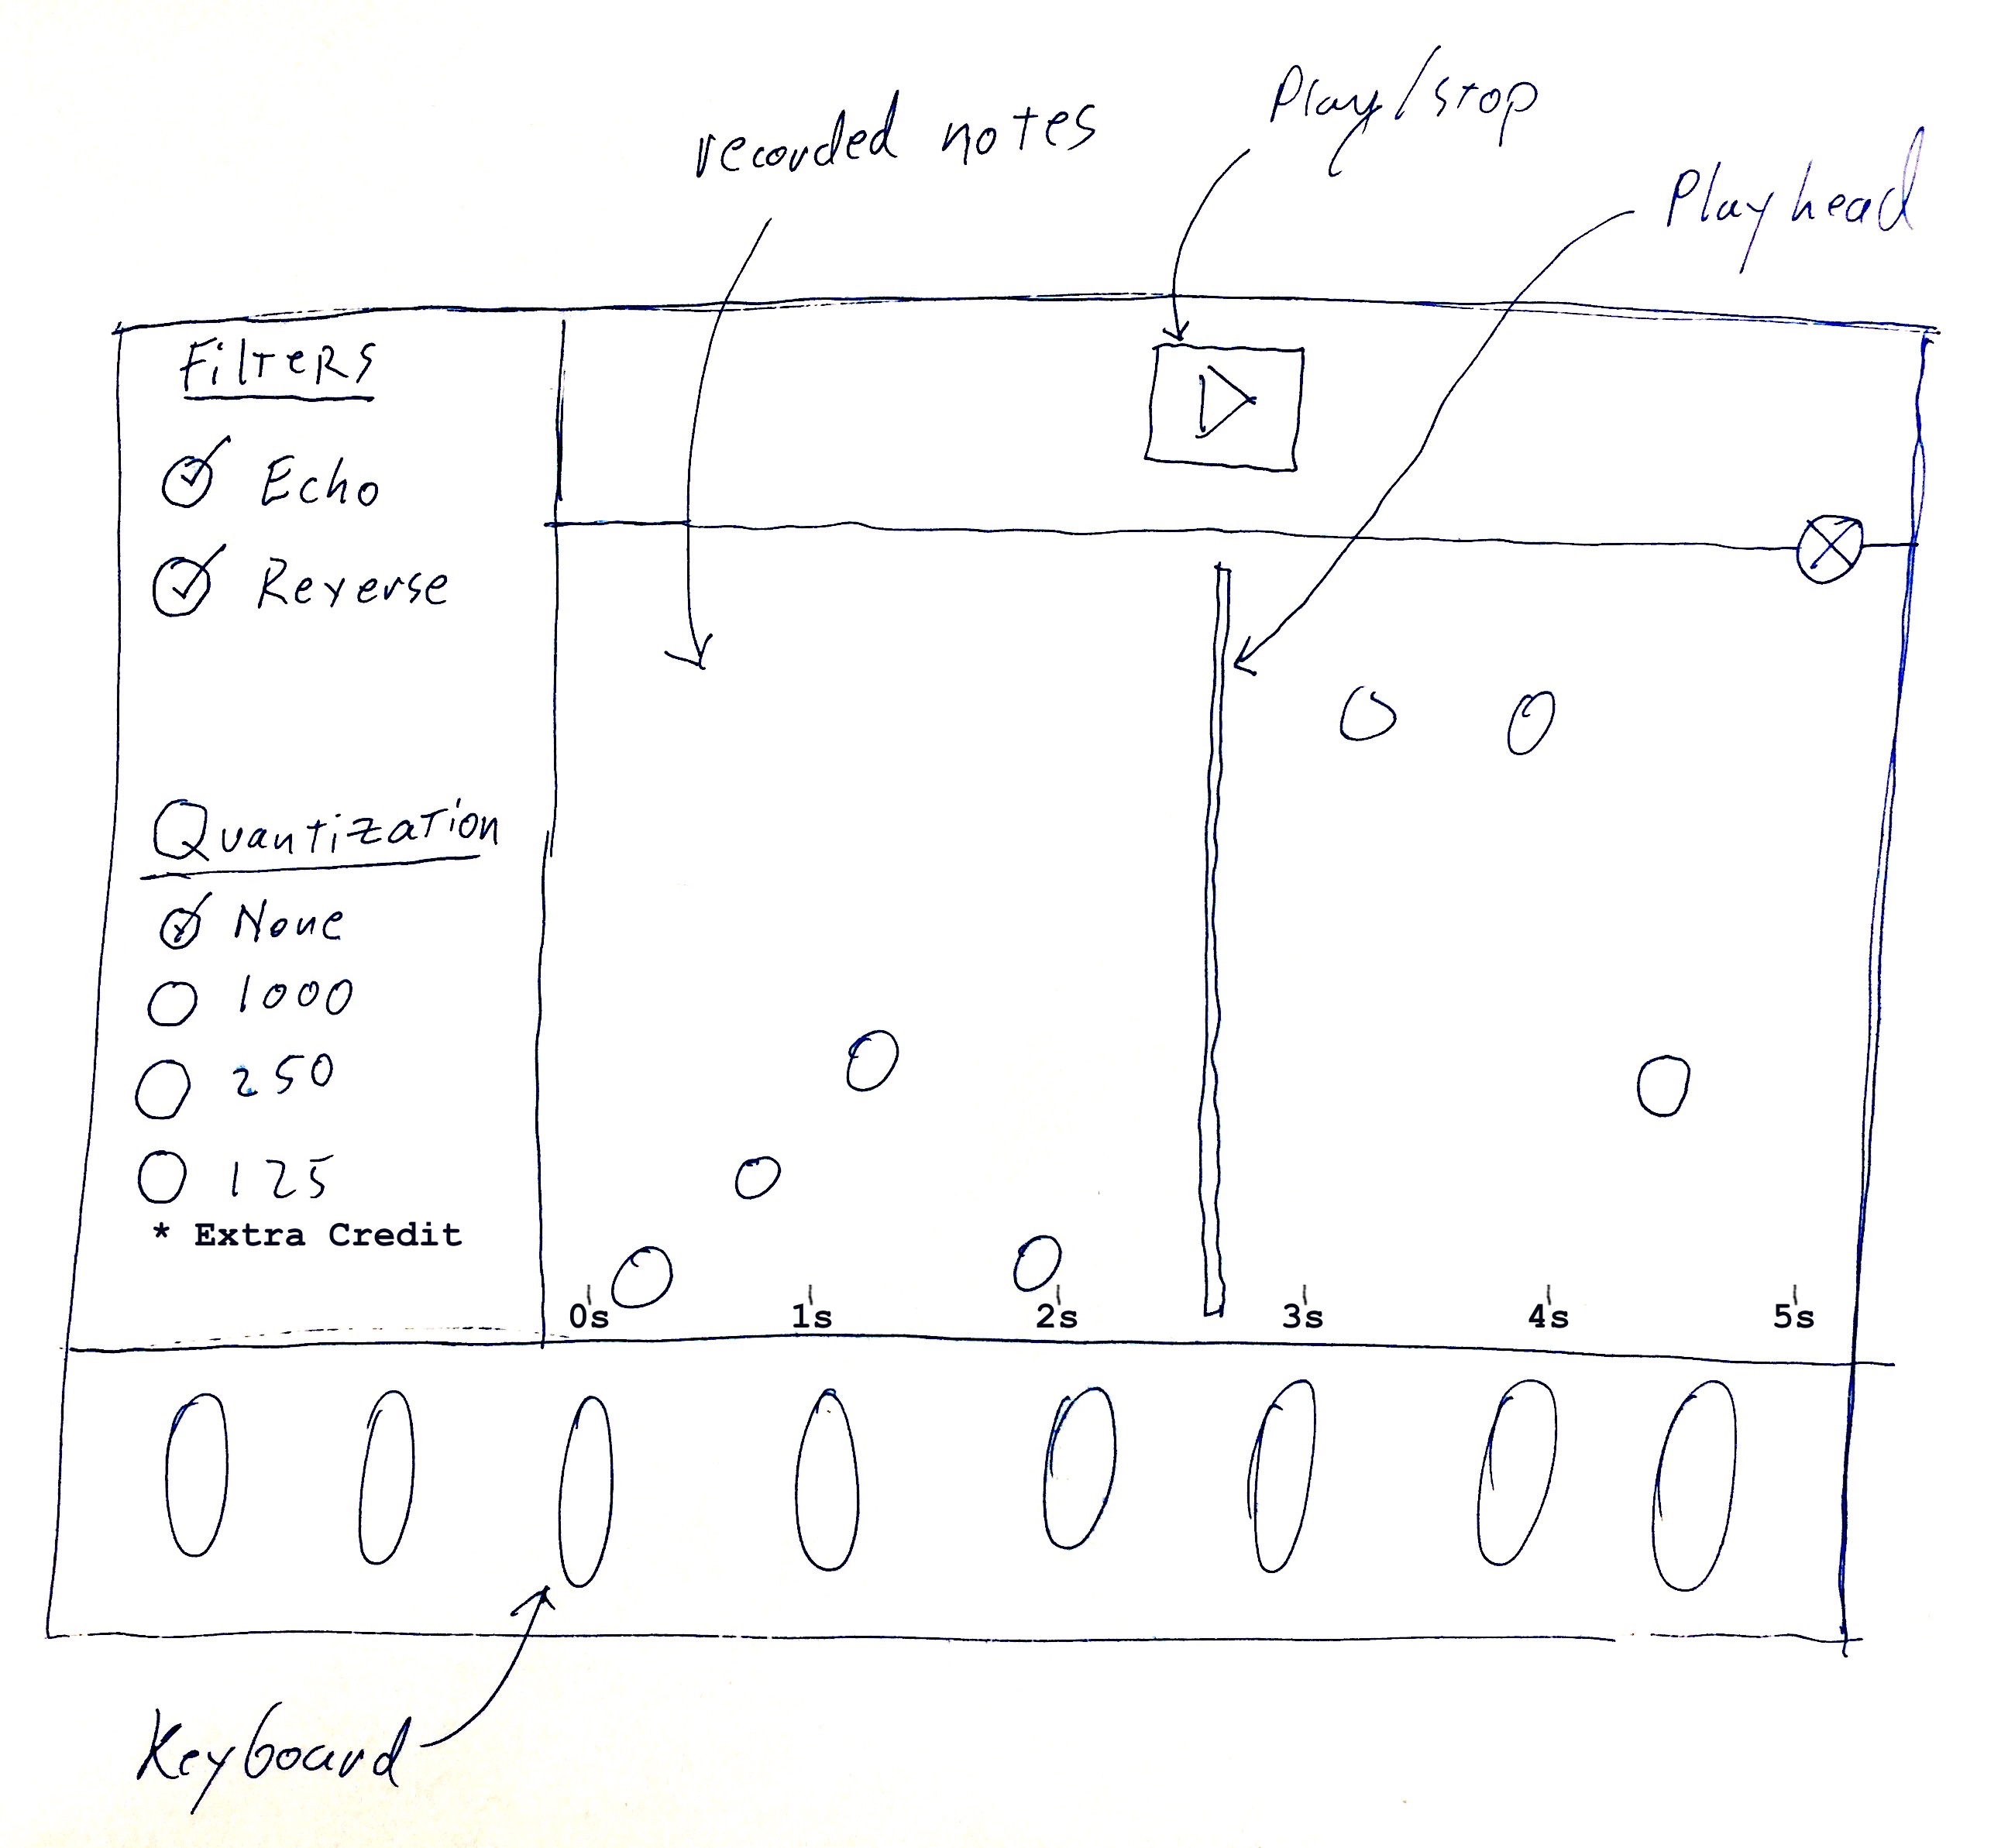 recorded notes
Play/stop
Playhead
Filters
Echo
Reverse
Quantization
None
1000
250
125
* Extra Credit
0s 1s 2s 3s 4s 5s
Keyboard